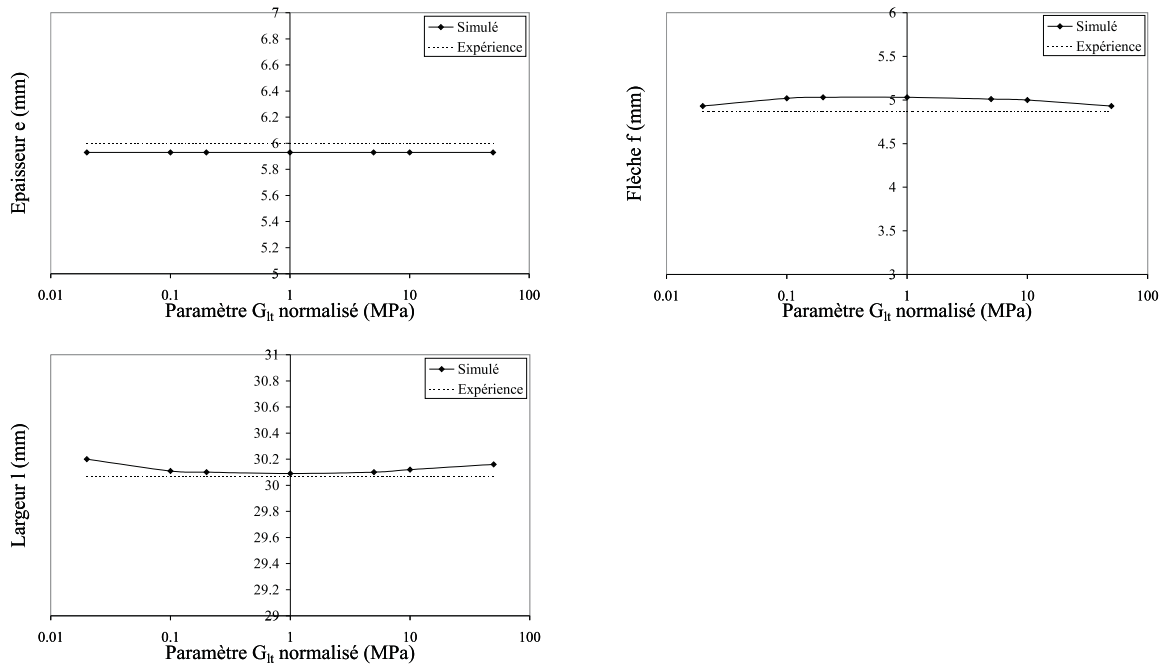 Epaisseur e (mm)
7
6.8
6.6
6.4
6.2
6
5.8
5.6
5.4
5.2
5
0.01 0.1 1 10 100
Paramètre Glt normalisé (MPa)
Simulé
Expérience
Flèche f (mm)
6
5.5
5
4.5
4
3.5
3
0.01 0.1 1 10 100
Paramètre Glt normalisé (MPa)
Simulé
Expérience
Largeur l (mm)
31
30.8
30.6
30.4
30.2
30
29.8
29.6
29.4
29.2
29
0.01 0.1 1 10 100
Paramètre Glt normalisé (MPa)
Simulé
Expérience